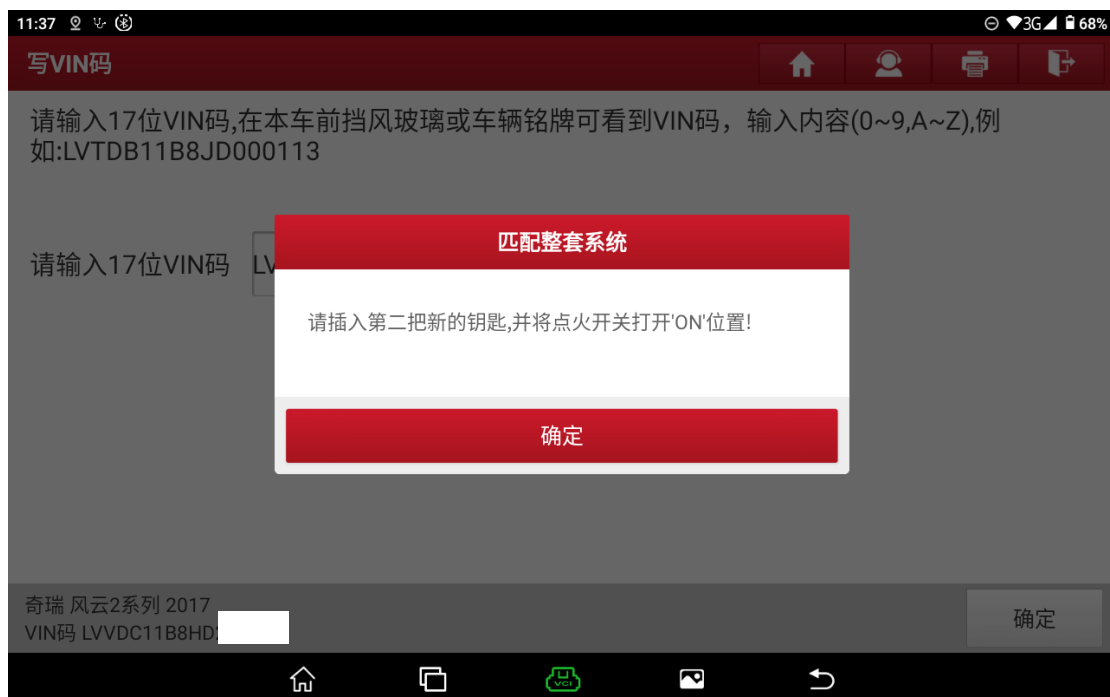 11:37
3G 68%
写VIN码
请输入17位VIN码,在本车前挡风玻璃或车辆铭牌可看到VIN码，输入内容(0~9,A~Z),例
如:LVTDB11B8JD000113
匹配整套系统
请输入17位VIN码 LV
请插入第二把新的钥匙,并将点火开关打开'ON'位置!
确定
奇瑞 风云2系列 2017
VIN码 LVVDC11B8HD
确定
VCI